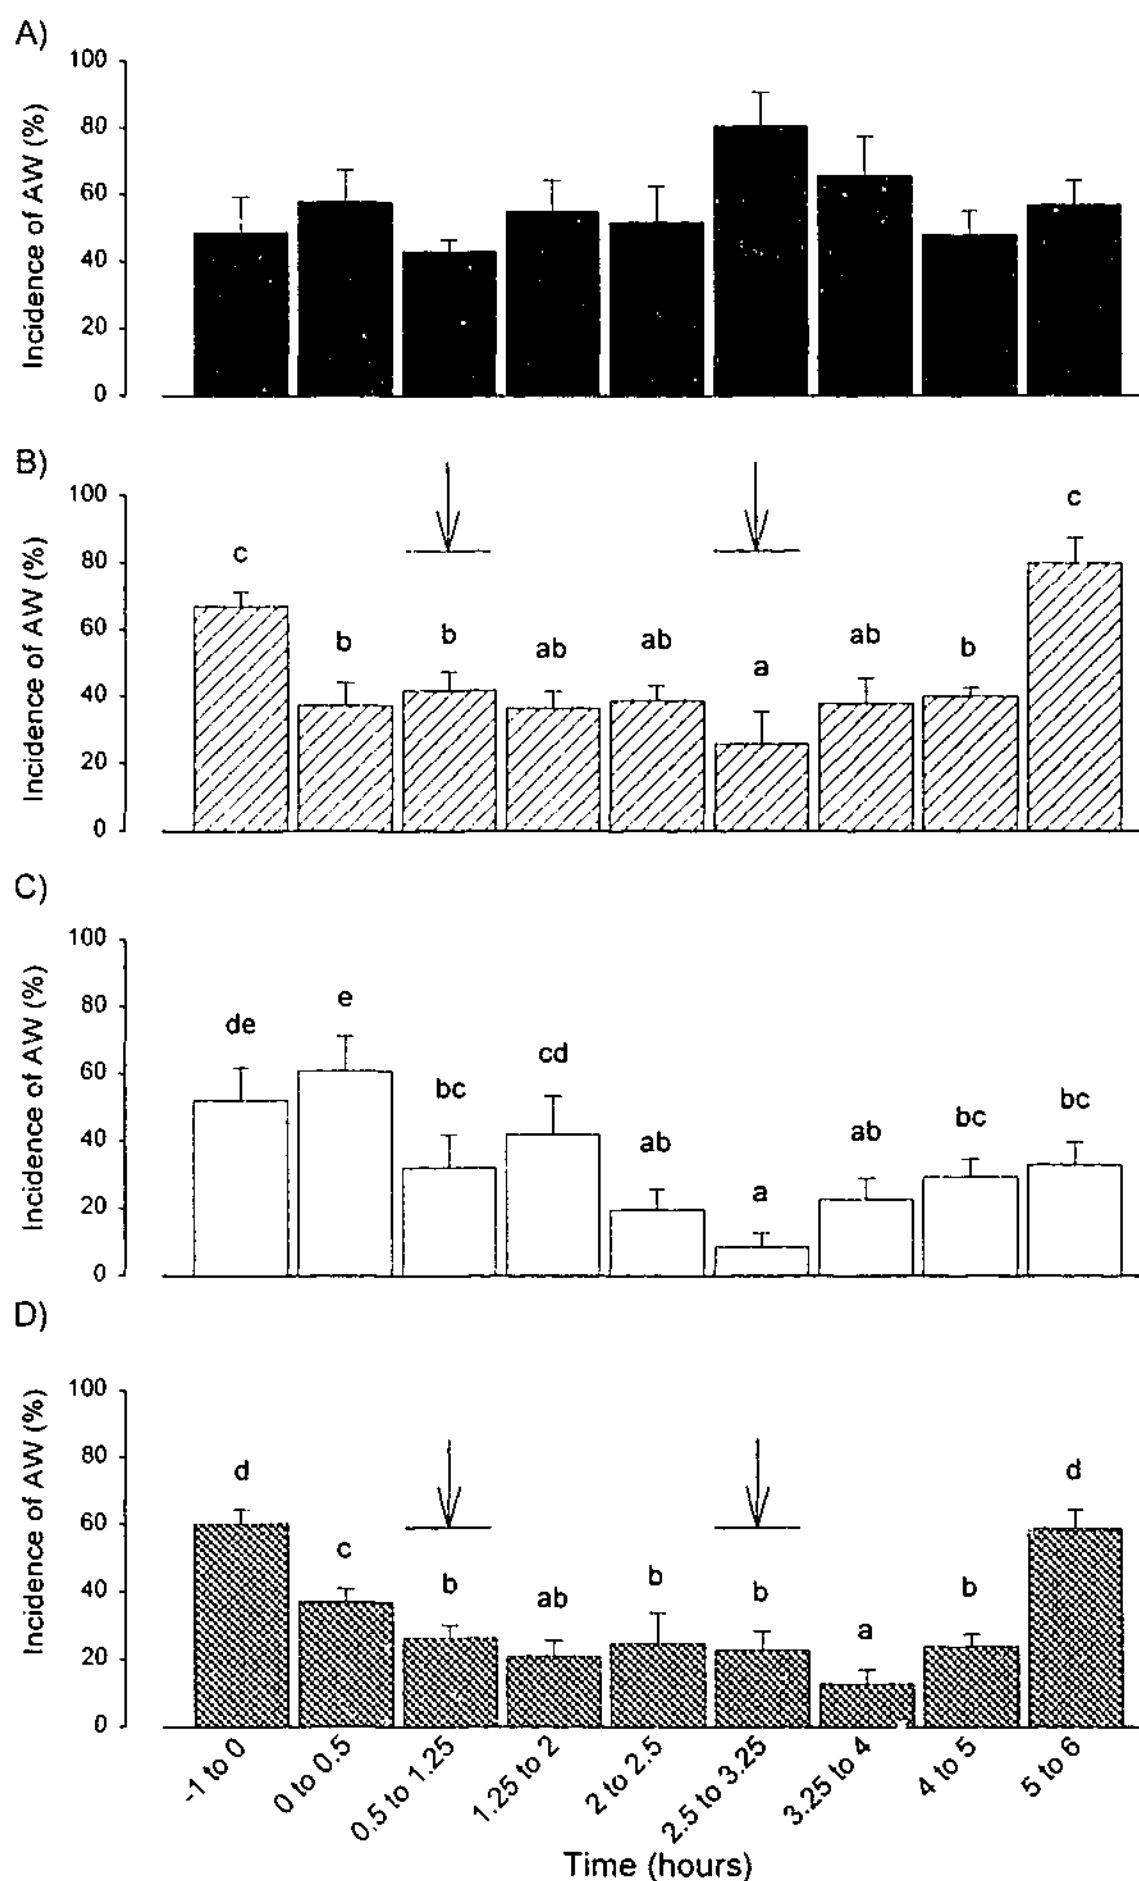 A)
Incidence of AW (%)
100
80
60
40
20
0
B)
Incidence of AW (%)
100
80
60
40
20
0
c
b
b
ab
ab
a
ab
b
c
C)
Incidence of AW (%)
100
80
60
40
20
0
de
e
bc
cd
ab
a
ab
bc
bc
D)
Incidence of AW (%)
100
80
60
40
20
0
d
c
b
ab
b
b
a
b
d
-1 to 0
0 to 0.5
0.5 to 1.25
1.25 to 2
2 to 2.5
2.5 to 3.25
3.25 to 4
4 to 5
5 to 6
Time (hours)